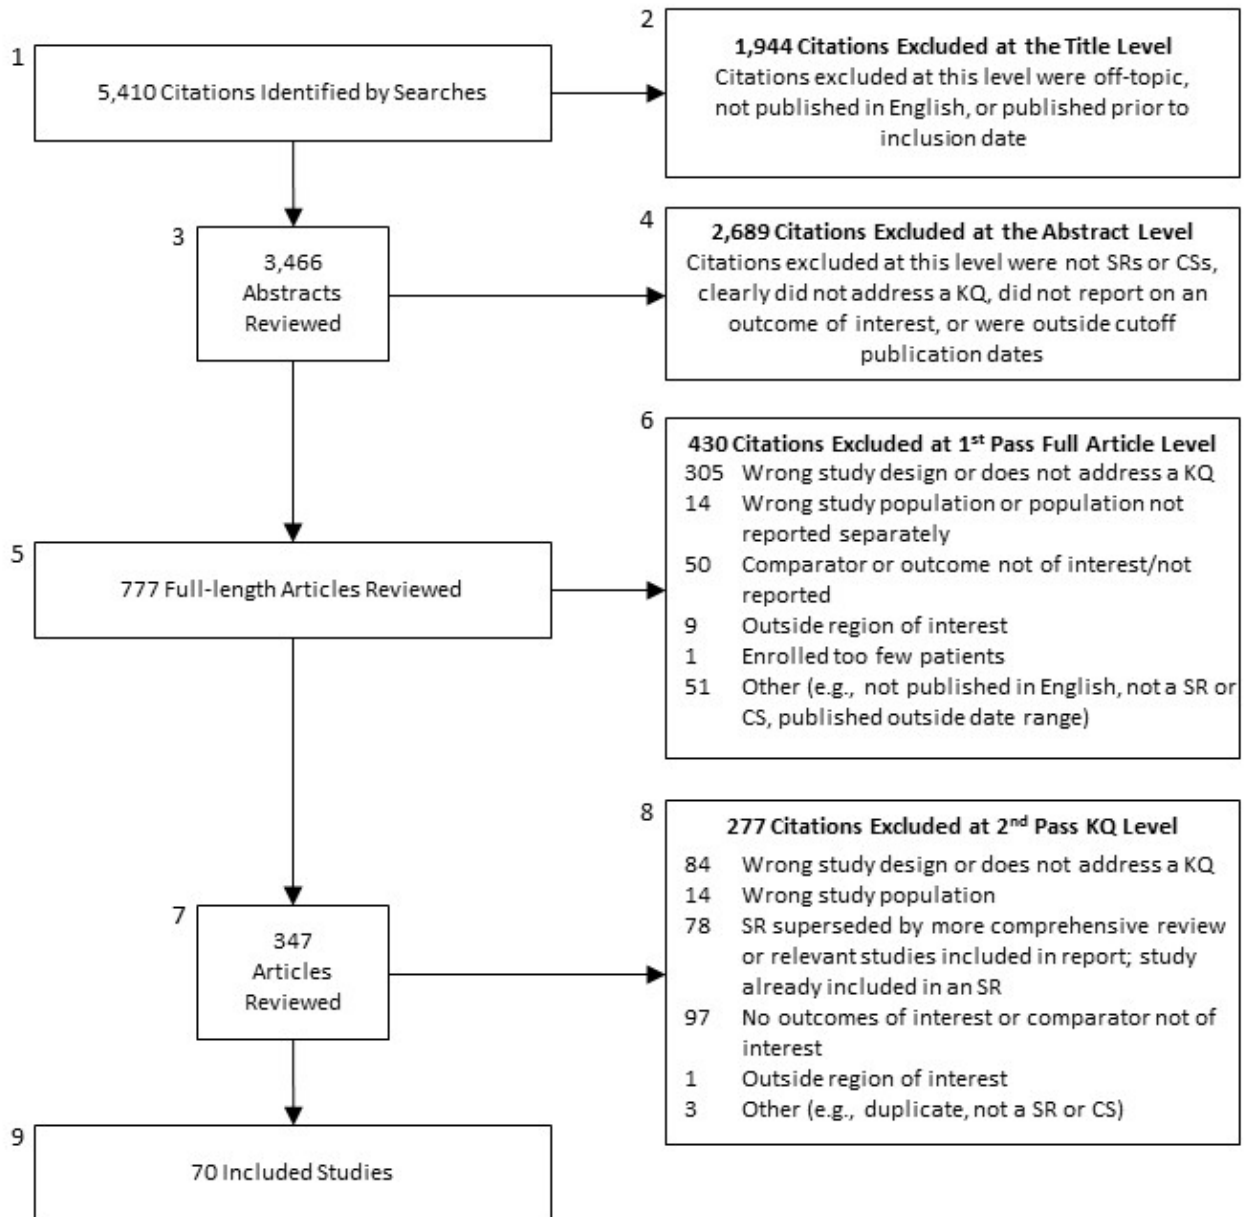 1
5,410 Citations Identified by Searches
2
1,944 Citations Excluded at the Title Level
Citations excluded at this level were off-topic,
not published in English, or published prior to
inclusion date
3
3,466
Abstracts
Reviewed
4
2,689 Citations Excluded at the Abstract Level
Citations excluded at this level were not SRs or CSs,
clearly did not address a KQ, did not report on an
outcome of interest, or were outside cutoff
publication dates
5
777 Full-length Articles Reviewed
6
430 Citations Excluded at 1st Pass Full Article Level
305 Wrong study design or does not address a KQ
14 Wrong study population or population not
reported separately
50 Comparator or outcome not of interest/not
reported
9 Outside region of interest
1 Enrolled too few patients
51 Other (e.g., not published in English, not a SR or
CS, published outside date range)
7
347
Articles
Reviewed
8
277 Citations Excluded at 2nd Pass KQ Level
84 Wrong study design or does not address a KQ
14 Wrong study population
78 SR superseded by more comprehensive review
or relevant studies included in report; study
already included in an SR
97 No outcomes of interest or comparator not of
interest
1 Outside region of interest
3 Other (e.g., duplicate, not a SR or CS)
9
70 Included Studies